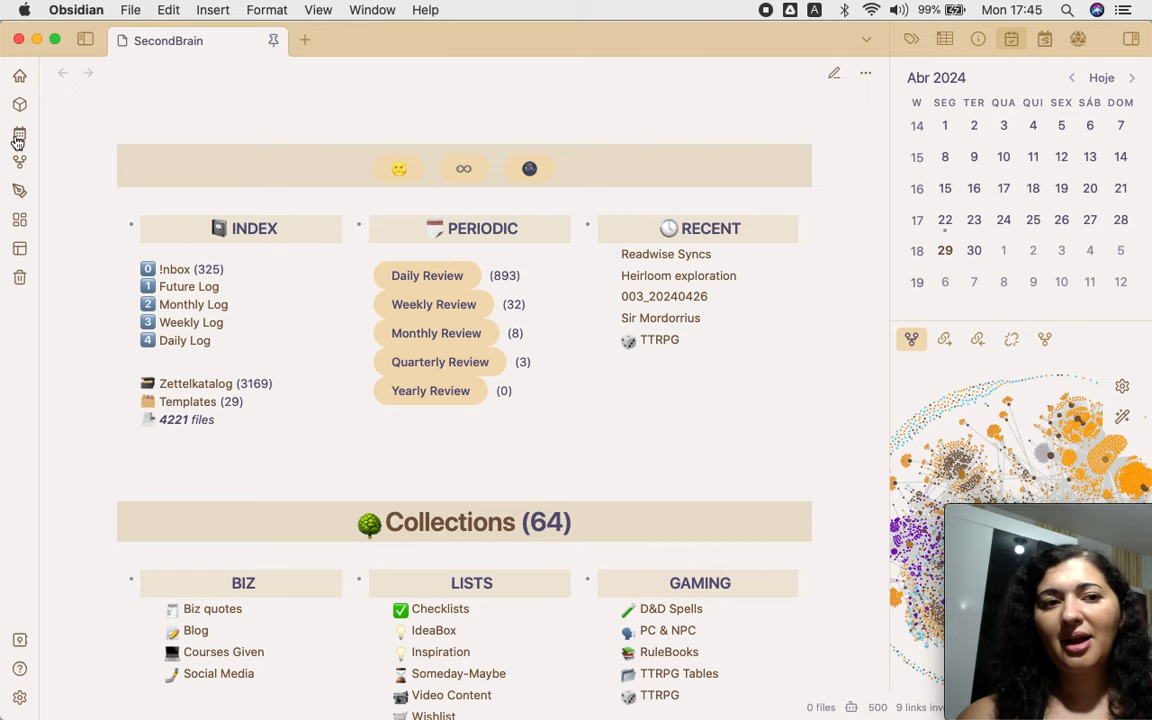 Obsidian File Edit Insert Format View Window Help
A 99% Mon 17:45
SecondBrain
INDEX
0 !nbox (325)
1 Future Log
2 Monthly Log
3 Weekly Log
4 Daily Log
Zettelkatalog (3169)
Templates (29)
4221 files
PERIODIC
Daily Review (893)
Weekly Review (32)
Monthly Review (8)
Quarterly Review (3)
Yearly Review (0)
RECENT
Readwise Syncs
Heirloom exploration
003_20240426
Sir Mordorrius
TTRPG
Collections (64)
BIZ
Biz quotes
Blog
Courses Given
Social Media
LISTS
Checklists
IdeaBox
Inspiration
Someday-Maybe
Video Content
Wishlist
GAMING
D&D Spells
PC & NPC
RuleBooks
TTRPG Tables
TTRPG
Abr 2024 Hoje
W SEG TER QUA QUI SEX SÁB DOM
14 1 2 3 4 5 6 7
15 8 9 10 11 12 13 14
16 15 16 17 18 19 20 21
17 22 23 24 25 26 27 28
18 29 30 1 2 3 4 5
19 6 7 8 9 10 11 12
0 files 500 9 links